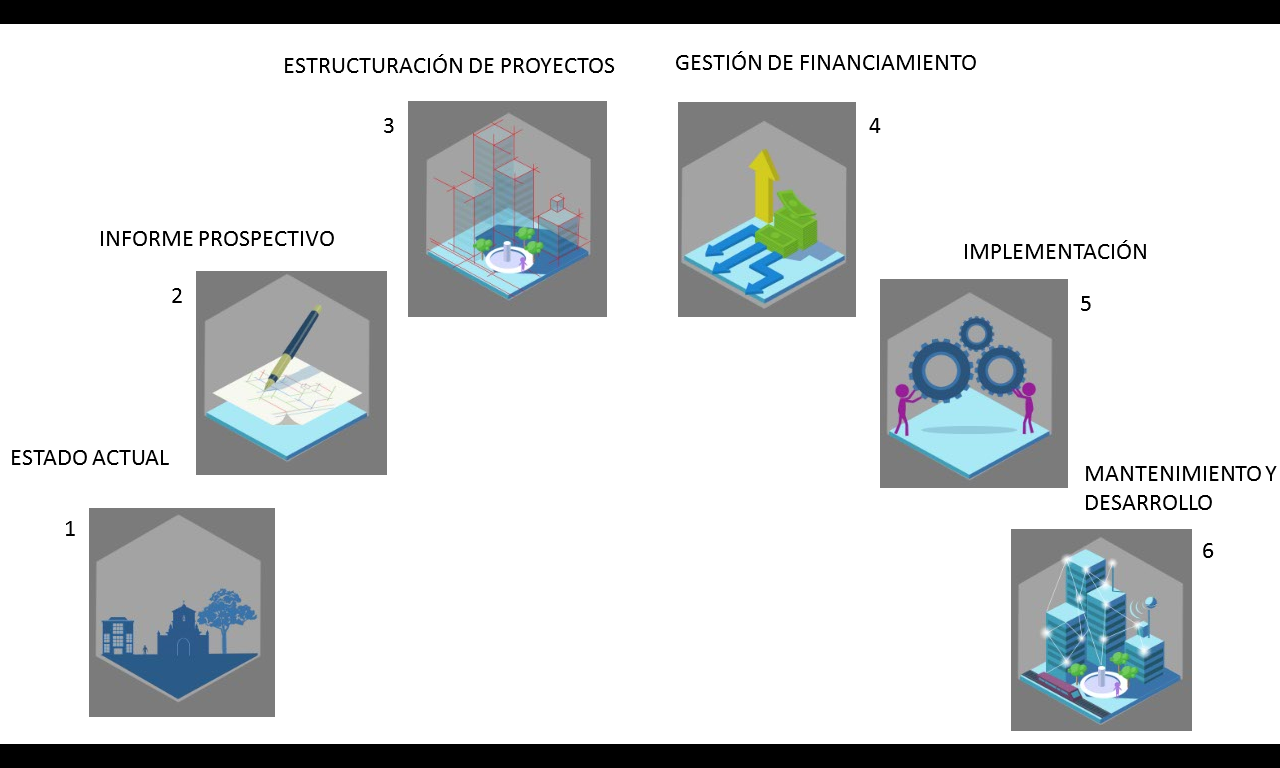 ESTADO ACTUAL
1
INFORME PROSPECTIVO
2
ESTRUCTURACIÓN DE PROYECTOS
3
GESTIÓN DE FINANCIAMIENTO
4
IMPLEMENTACIÓN
5
MANTENIMIENTO Y
DESARROLLO
6